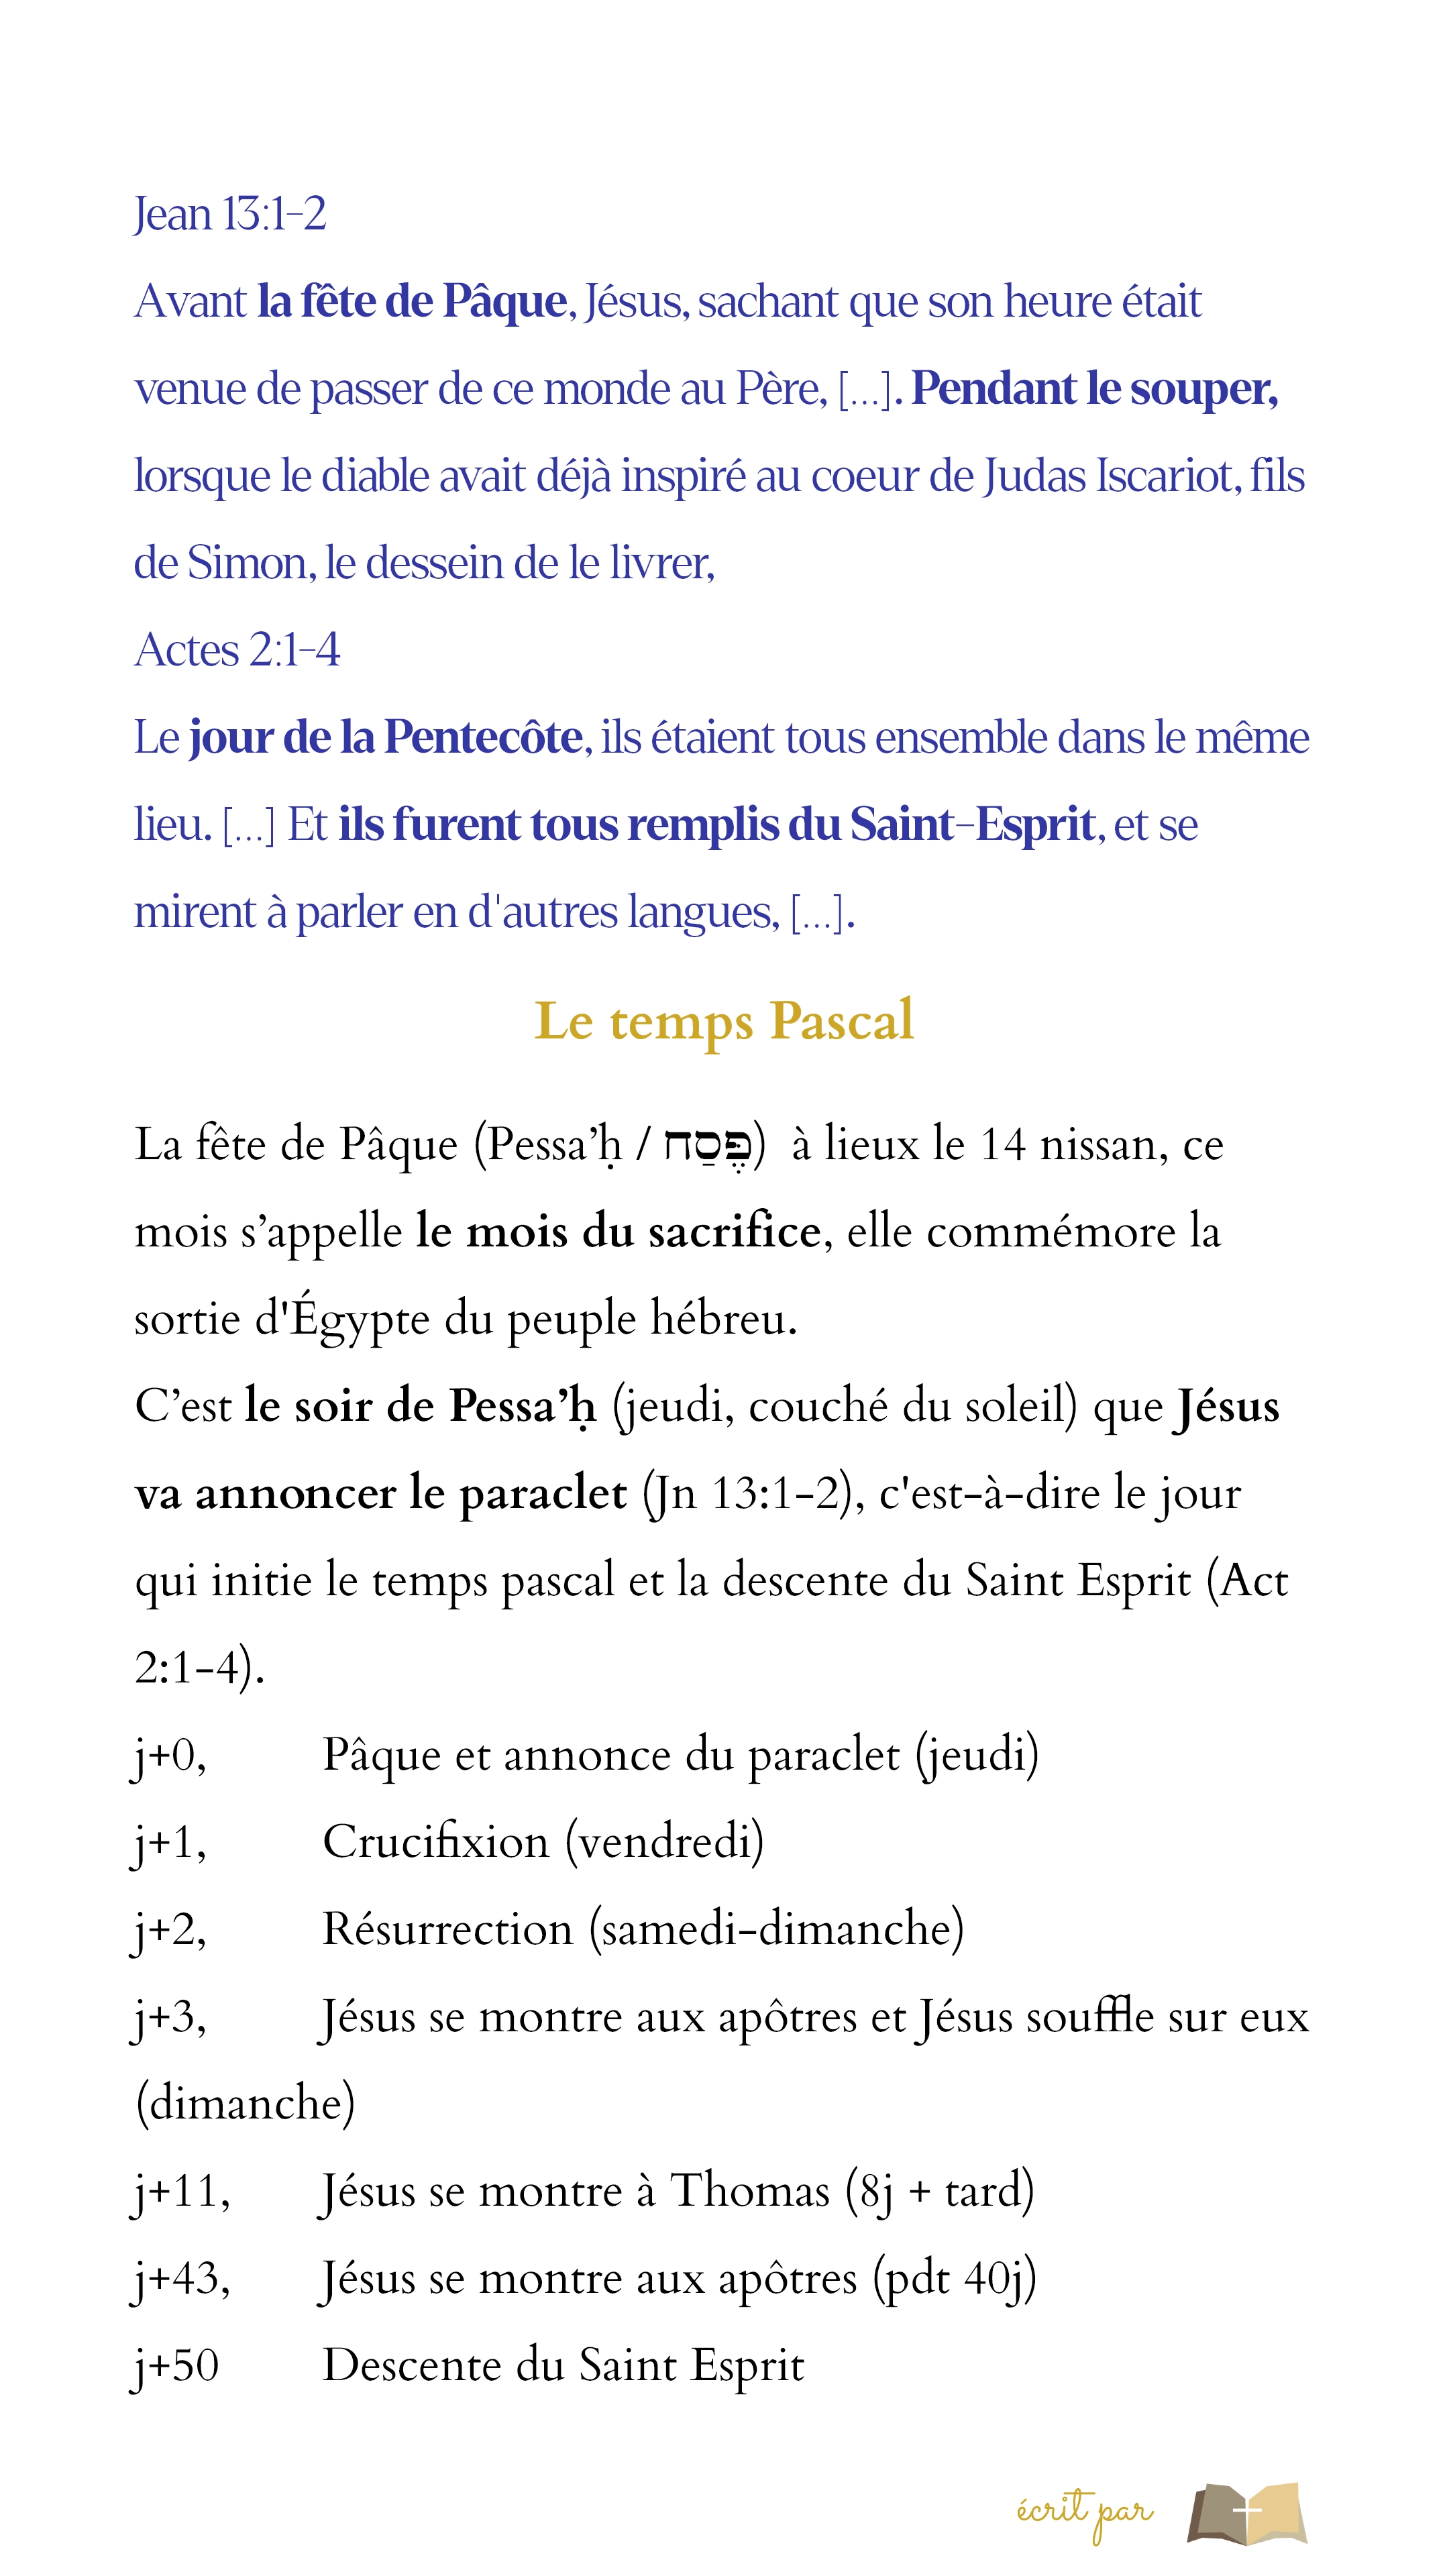 Jean 13:1-2
Avant la fête de Pâque, Jésus, sachant que son heure était
venue de passer de ce monde au Père, [...]. Pendant le souper,
lorsque le diable avait déjà inspiré au coeur de Judas Iscariot, fils
de Simon, le dessein de le livrer,
Actes 2:1-4
Le jour de la Pentecôte, ils étaient tous ensemble dans le même
lieu. [...] Et ils furent tous remplis du Saint-Esprit, et se
mirent à parler en d'autres langues, [...].
Le temps Pascal
La fête de Pâque (Pessa’ḥ / פֶּסַח) à lieux le 14 nissan, ce
mois s’appelle le mois du sacrifice, elle commémore la
sortie d'Égypte du peuple hébreu.
C’est le soir de Pessa’ḥ (jeudi, couché du soleil) que Jésus
va annoncer le paraclet (Jn 13:1-2), c'est-à-dire le jour
qui initie le temps pascal et la descente du Saint Esprit (Act
2:1-4).
j+0, Pâque et annonce du paraclet (jeudi)
j+1, Crucifixion (vendredi)
j+2, Résurrection (samedi-dimanche)
j+3, Jésus se montre aux apôtres et Jésus souffle sur eux
(dimanche)
j+11, Jésus se montre à Thomas (8j + tard)
j+43, Jésus se montre aux apôtres (pdt 40j)
j+50 Descente du Saint Esprit
écrit par